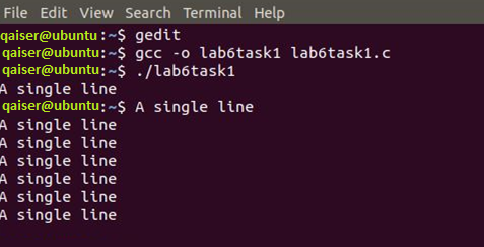 File Edit View Search Terminal Help
qaiser@ubuntu:~$ gedit
qaiser@ubuntu:~$ gcc -o lab6task1 lab6task1.c
qaiser@ubuntu:~$ ./lab6task1
A single line
qaiser@ubuntu:~$ A single line
A single line
A single line
A single line
A single line
A single line
A single line